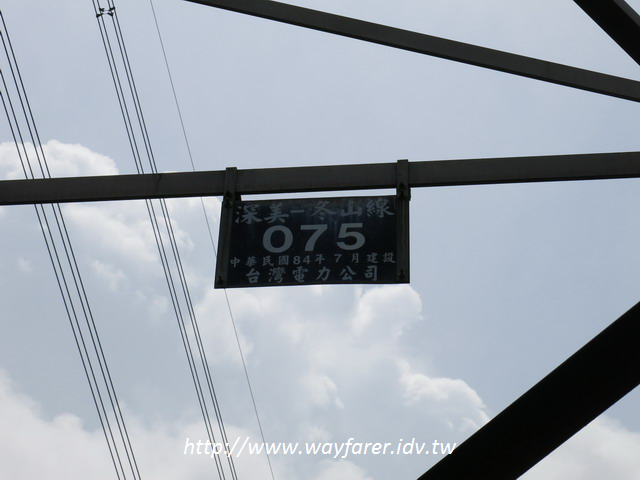 深美-冬山線
075
中華民國84年7月建設
台灣電力公司
http://www.wayfarer.idv.tw